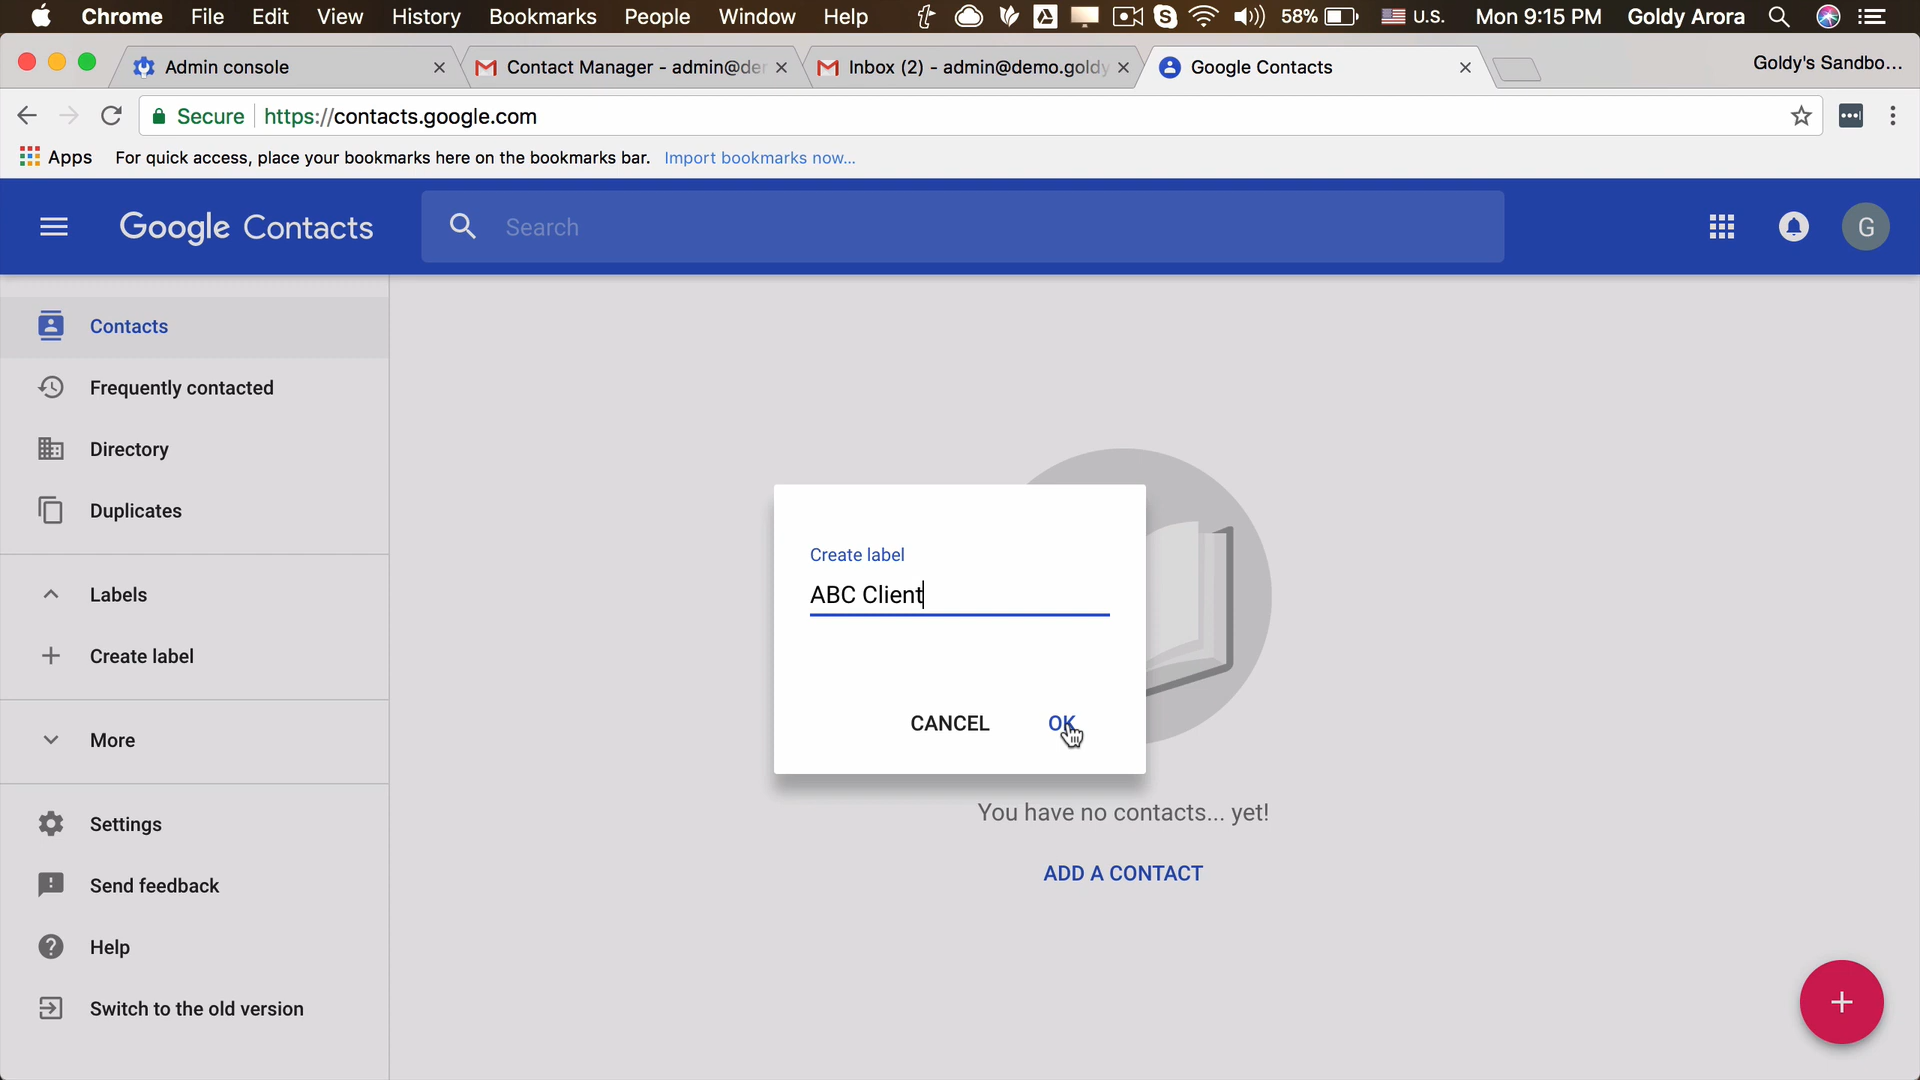 Chrome File Edit View History Bookmarks People Window Help 58% U.S. Mon 9:15 PM Goldy Arora
Admin console Contact Manager - admin@de Inbox (2) - admin@demo.goldy Google Contacts Goldy's Sandbo...
Secure https://contacts.google.com
Apps For quick access, place your bookmarks here on the bookmarks bar. Import bookmarks now...
Google Contacts Search G
Contacts
Frequently contacted
Directory
Duplicates
Labels
Create label
More
Settings
Send feedback
Help
Switch to the old version
Create label
ABC Client
CANCEL OK
You have no contacts... yet!
ADD A CONTACT